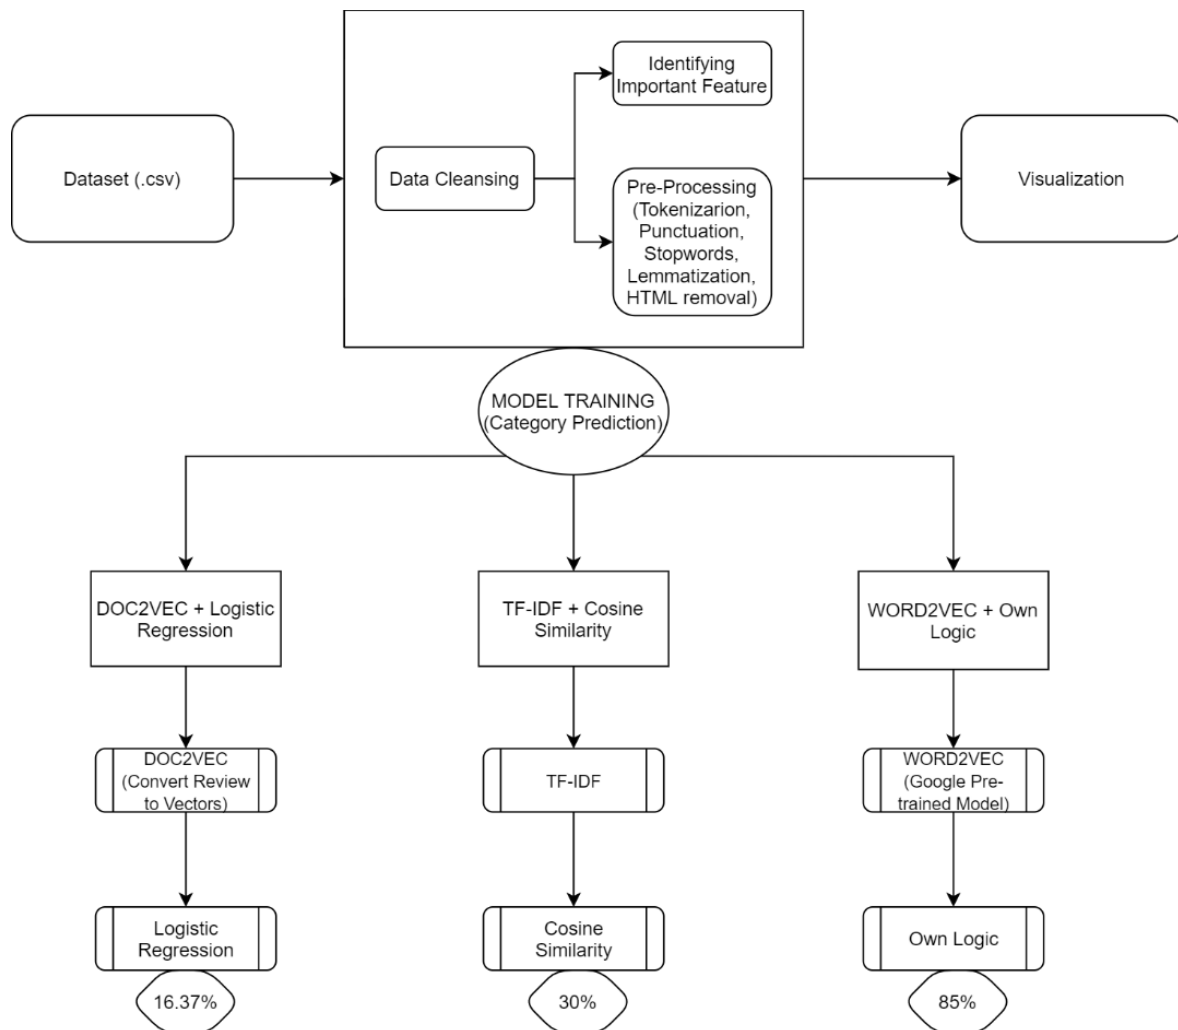 Identifying
Important Feature
Dataset (.csv)
Data Cleansing
Pre-Processing
(Tokenizarion,
Punctuation,
Stopwords,
Lemmatization,
HTML removal)
Visualization
MODEL TRAINING
(Category Prediction)
DOC2VEC + Logistic
Regression
TF-IDF + Cosine
Similarity
WORD2VEC + Own
Logic
DOC2VEC
(Convert Review
to Vectors)
TF-IDF
WORD2VEC
(Google Pre-
trained Model)
Logistic
Regression
Cosine
Similarity
Own Logic
16.37%
30%
85%